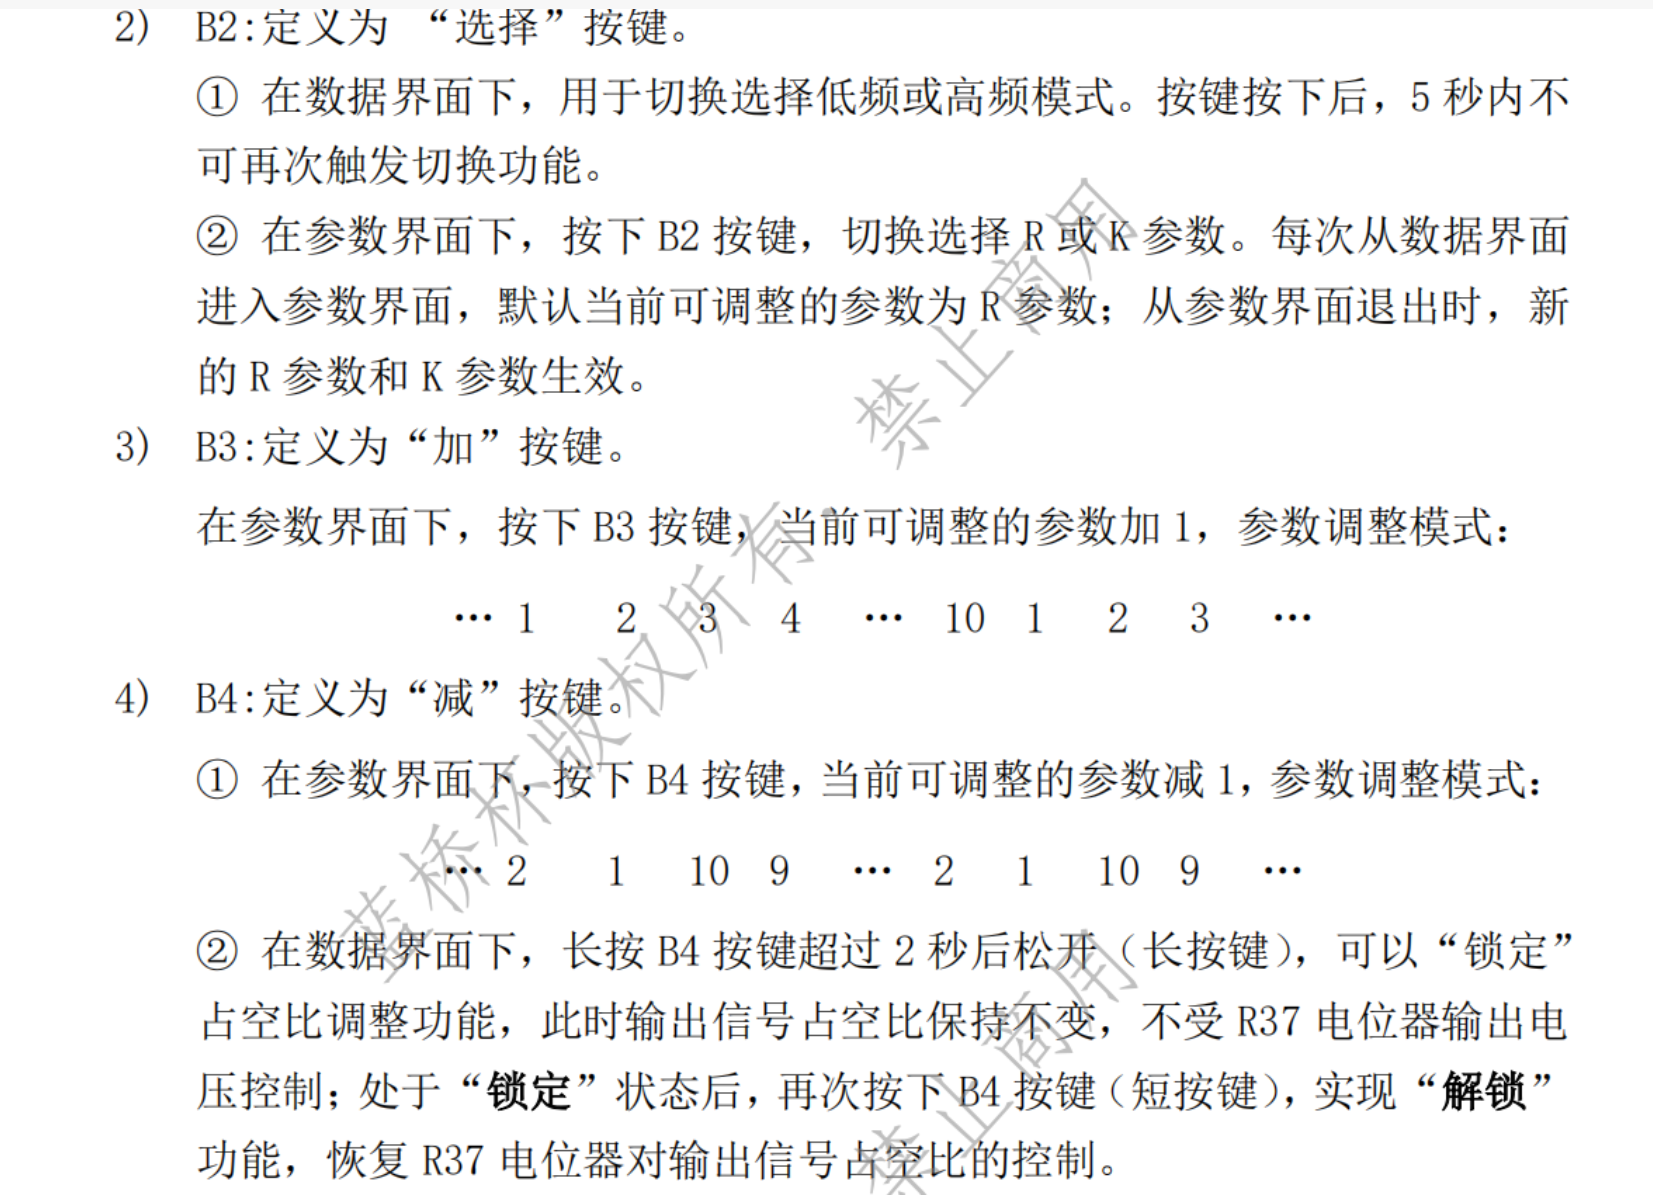 2) B2:定义为 “选择”按键。
① 在数据界面下，用于切换选择低频或高频模式。按键按下后，5 秒内不
可再次触发切换功能。
② 在参数界面下，按下 B2 按键，切换选择 R 或 K 参数。每次从数据界面
进入参数界面，默认当前可调整的参数为 R 参数；从参数界面退出时，新
的 R 参数和 K 参数生效。
3) B3:定义为“加”按键。
在参数界面下，按下 B3 按键，当前可调整的参数加 1，参数调整模式：
… 1 2 3 4 … 10 1 2 3 …
4) B4:定义为“减”按键。
① 在参数界面下，按下 B4 按键，当前可调整的参数减 1，参数调整模式：
… 2 1 10 9 … 2 1 10 9 …
② 在数据界面下，长按 B4 按键超过 2 秒后松开（长按键），可以“锁定”
占空比调整功能，此时输出信号占空比保持不变，不受 R37 电位器输出电
压控制；处于“锁定”状态后，再次按下 B4 按键（短按键），实现“解锁”
功能，恢复 R37 电位器对输出信号占空比的控制。
蓝桥杯版权所有. 禁止商用
禁止商用